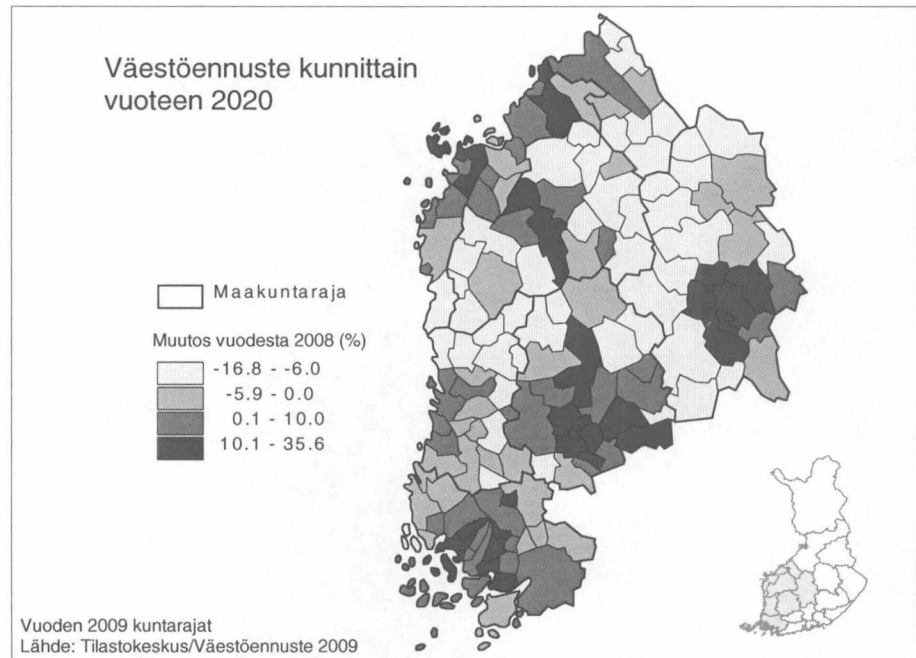 Väestöennuste kunnittain
vuoteen 2020
Maakuntaraja
Muutos vuodesta 2008 (%)
-16.8 - -6.0
-5.9 - 0.0
0.1 - 10.0
10.1 - 35.6
Vuoden 2009 kuntarajat
Lähde: Tilastokeskus/Väestöennuste 2009